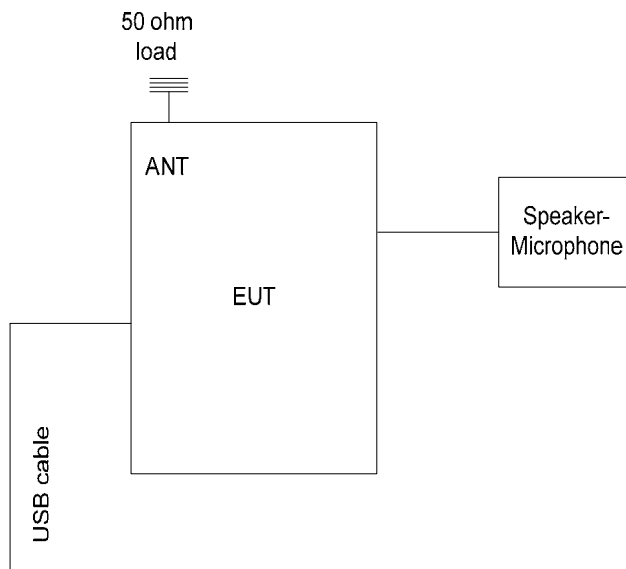 50 ohm
load
ANT
Speaker-
Microphone
EUT
USB cable